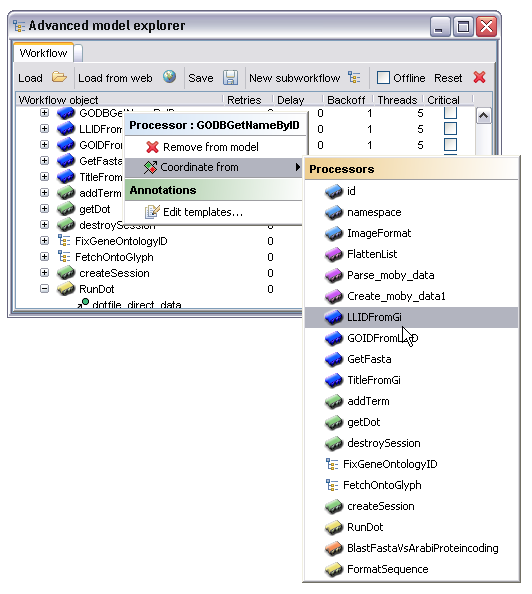 Advanced model explorer
Workflow
Load Load from web Save New subworkflow Offline Reset
Workflow object Retries Delay Backoff Threads Critical
GODBGetNameByID 0 1 5
LLIDFr 0 1 5
GOIDFro 0 1 5
GetFasta
TitleFrom
addTerm
getDot
destroySession
FixGeneOntologyID 0
FetchOntoGlyph 0
createSession 0
RunDot 0
dotfile_direct_data
Processor : GODBGetNameByID
Remove from model
Coordinate from
Annotations
Edit templates...
Processors
id
namespace
ImageFormat
FlattenList
Parse_moby_data
Create_moby_data1
LLIDFromGi
GOIDFromLLID
GetFasta
TitleFromGi
addTerm
getDot
destroySession
FixGeneOntologyID
FetchOntoGlyph
createSession
RunDot
BlastFastaVsArabiProteincoding
FormatSequence